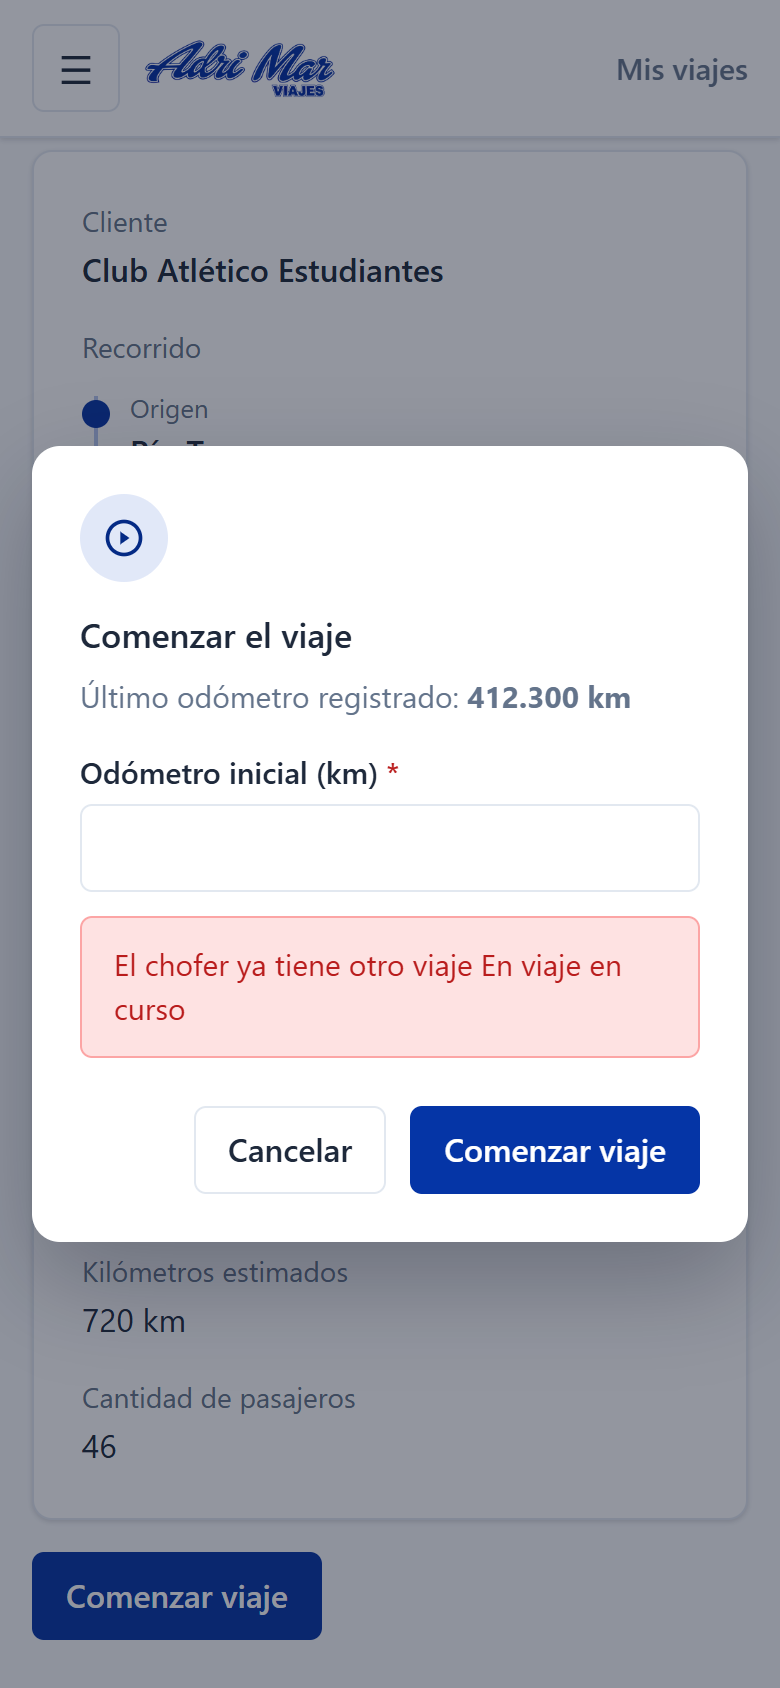 Adri Mar
VIAJES
Mis viajes
Cliente
Club Atlético Estudiantes
Recorrido
Origen
Comenzar el viaje
Último odómetro registrado: 412.300 km
Odómetro inicial (km) *
El chofer ya tiene otro viaje En viaje en
curso
Cancelar
Comenzar viaje
Kilómetros estimados
720 km
Cantidad de pasajeros
46
Comenzar viaje